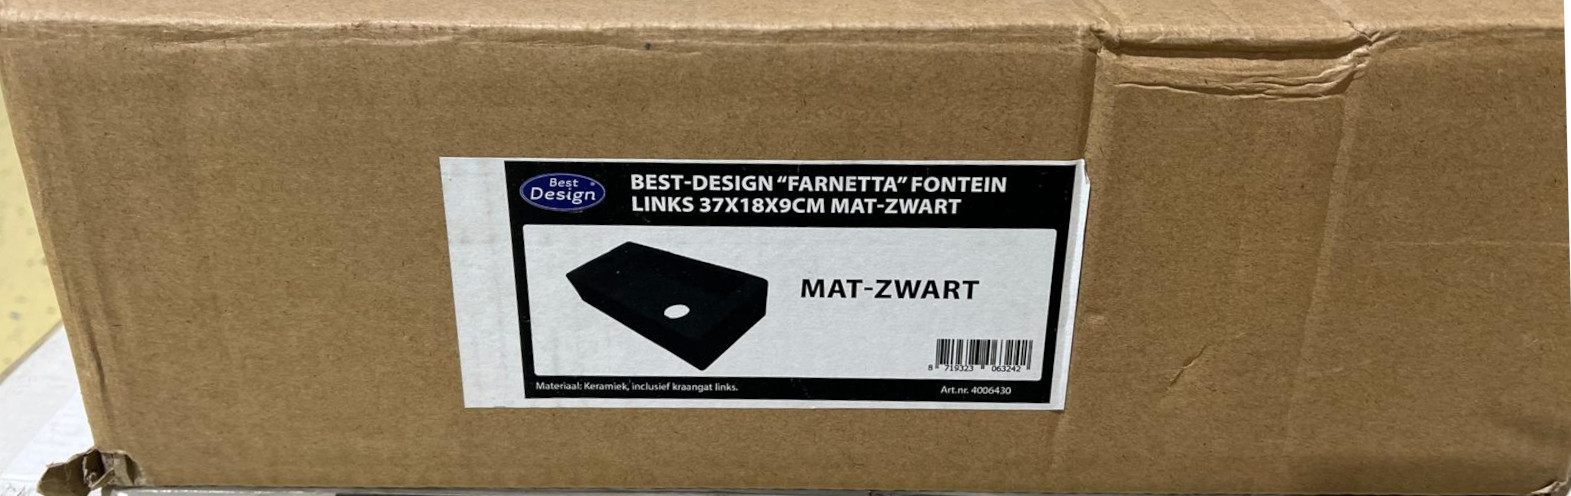 Best
Design
BEST-DESIGN “FARNETTA” FONTEIN
LINKS 37X18X9CM MAT-ZWART
MAT-ZWART
8 719323 063242
Materiaal: Keramiek, inclusief kraangat links.
Art.nr. 4006430